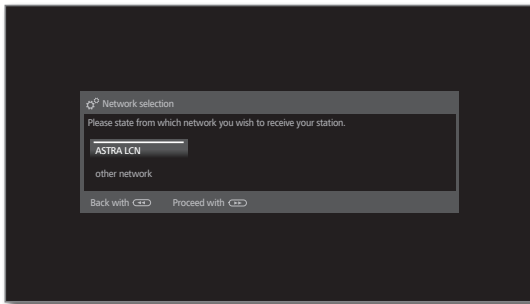 Network selection
Please state from which network you wish to receive your station.
ASTRA LCN
other network
Back with Proceed with